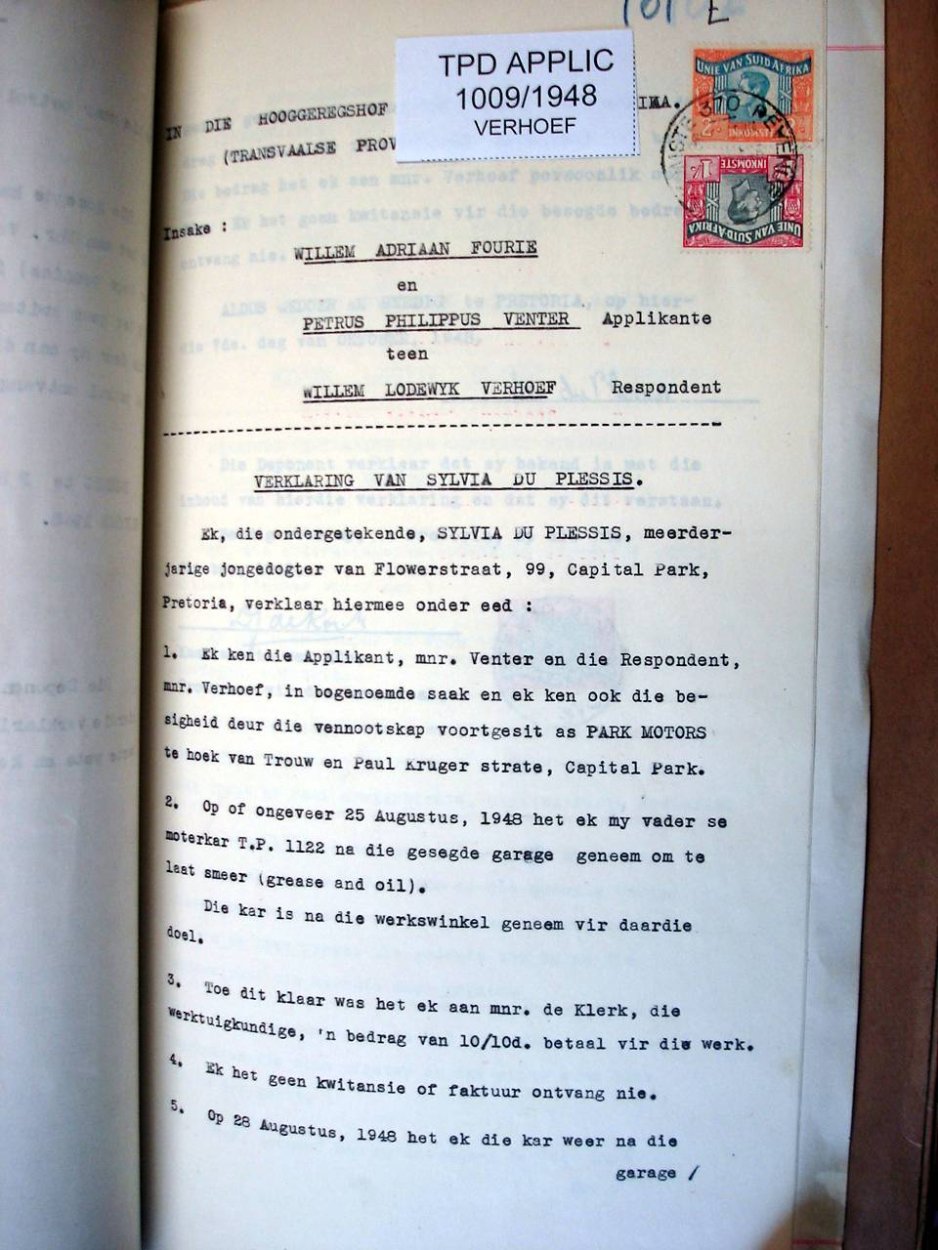 E
TPD APPLIC
1009/1948
VERHOEF
UNIE VAN SUID AFRIKA
2/- INKOMSTE 2/-
INKOMSTE
UNIE VAN SUID AFRIKA
IN DIE HOOGGEREGSHOF IKA.
(TRANSVAALSE PROV
Insake :
WILLEM ADRIAAN FOURIE
en
PETRUS PHILIPPUS VENTER Applikante
teen
WILLEM LODEWYK VERHOEF Respondent
VERKLARING VAN SYLVIA DU PLESSIS.
Ek, die ondergetekende, SYLVIA DU PLESSIS, meerder-
jarige jongedogter van Flowerstraat, 99, Capital Park,
Pretoria, verklaar hiermee onder eed :
1. Ek ken die Applikant, mnr. Venter en die Respondent,
mnr. Verhoef, in bogenoemde saak en ek ken ook die be-
sigheid deur die vennootskap voortgesit as PARK MOTORS
te hoek van Trouw en Paul Kruger strate, Capital Park.
2. Op of ongeveer 25 Augustus, 1948 het ek my vader se
moterkar T.P. 1122 na die gesegde garage geneem om te
laat smeer (grease and oil).
Die kar is na die werkswinkel geneem vir daardie
doel.
3. Toe dit klaar was het ek aan mnr. de Klerk, die
werktuigkundige, 'n bedrag van 10/10d. betaal vir die werk.
4. Ek het geen kwitansie of faktuur ontvang nie.
5. Op 28 Augustus, 1948 het ek die kar weer na die
garage /